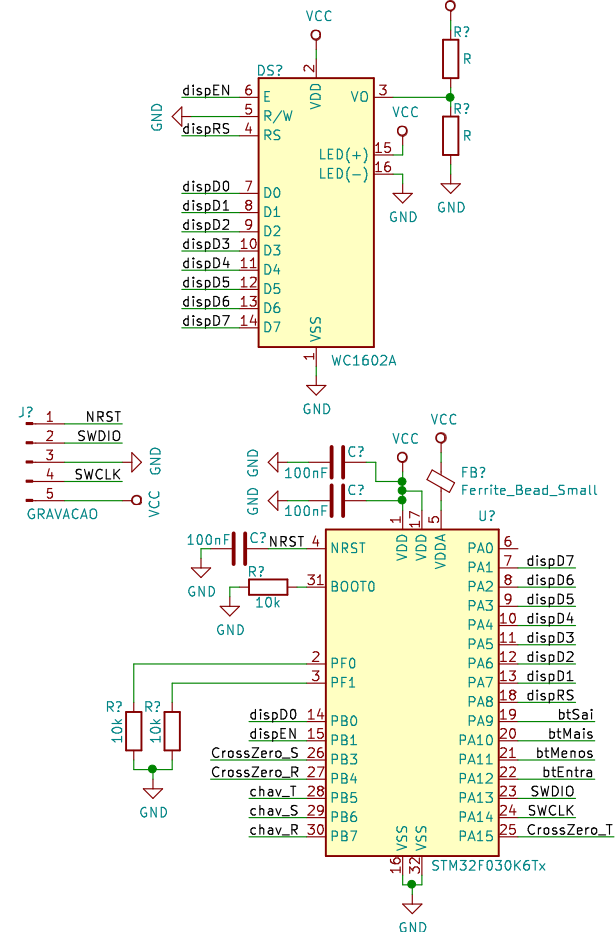 VCC
R?
R
DS?
2
VDD
dispEN 6 E
VO 3
GND 5 R/W
dispRS 4 RS
VCC
R?
R
LED(+) 15
LED(-) 16
GND
GND
dispD0 7 D0
dispD1 8 D1
dispD2 9 D2
dispD3 10 D3
dispD4 11 D4
dispD5 12 D5
dispD6 13 D6
dispD7 14 D7
VSS
1
WC1602A
GND
J?
1 NRST
2 SWDIO
3 GND
4 SWCLK
5 VCC
GRAVACAO
VCC
VCC
GND 100nF C?
GND 100nF C?
FB?
Ferrite_Bead_Small
U?
1 17 5
VDD VDD VDDA
100nF C? NRST 4 NRST
GND
R?
10k
31 BOOT0
GND
2 PF0
3 PF1
R? 10k
R? 10k
GND
dispD0 14 PB0
dispEN 15 PB1
CrossZero_S 26 PB3
CrossZero_R 27 PB4
chav_T 28 PB5
chav_S 29 PB6
chav_R 30 PB7
PA0 6
PA1 7 dispD7
PA2 8 dispD6
PA3 9 dispD5
PA4 10 dispD4
PA5 11 dispD3
PA6 12 dispD2
PA7 13 dispD1
PA8 18 dispRS
PA9 19 btSai
PA10 20 btMais
PA11 21 btMenos
PA12 22 btEntra
PA13 23 SWDIO
PA14 24 SWCLK
PA15 25 CrossZero_T
VSS VSS
16 32
STM32F030K6Tx
GND